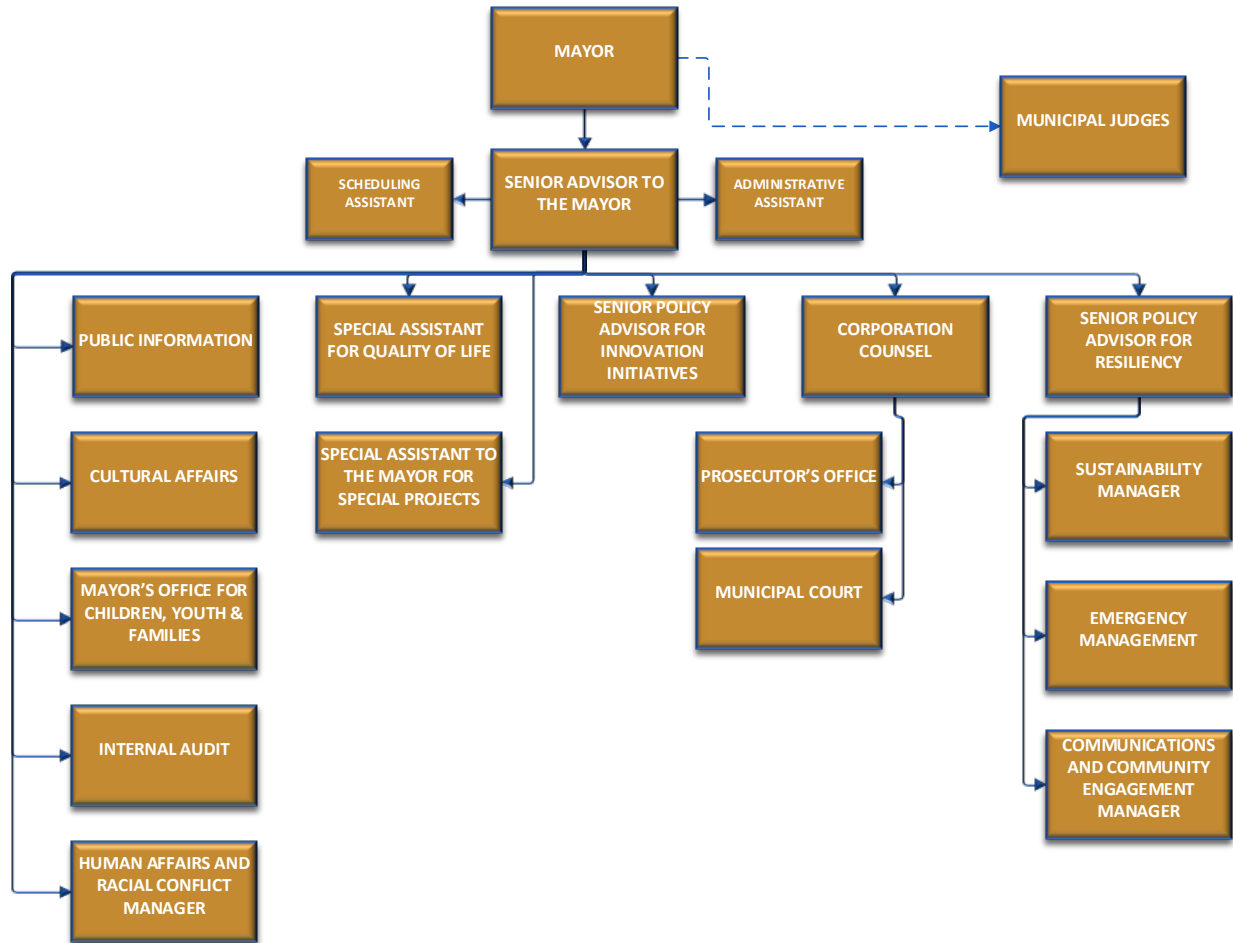 MAYOR
MUNICIPAL JUDGES
SCHEDULING
ASSISTANT
SENIOR ADVISOR TO
THE MAYOR
ADMINISTRATIVE
ASSISTANT
PUBLIC INFORMATION
SPECIAL ASSISTANT
FOR QUALITY OF LIFE
SENIOR POLICY
ADVISOR FOR
INNOVATION
INITIATIVES
CORPORATION
COUNSEL
SENIOR POLICY
ADVISOR FOR
RESILIENCY
CULTURAL AFFAIRS
SPECIAL ASSISTANT TO
THE MAYOR FOR
SPECIAL PROJECTS
PROSECUTOR’S OFFICE
SUSTAINABILITY
MANAGER
MAYOR’S OFFICE FOR
CHILDREN, YOUTH &
FAMILIES
MUNICIPAL COURT
EMERGENCY
MANAGEMENT
INTERNAL AUDIT
COMMUNICATIONS
AND COMMUNITY
ENGAGEMENT
MANAGER
HUMAN AFFAIRS AND
RACIAL CONFLICT
MANAGER